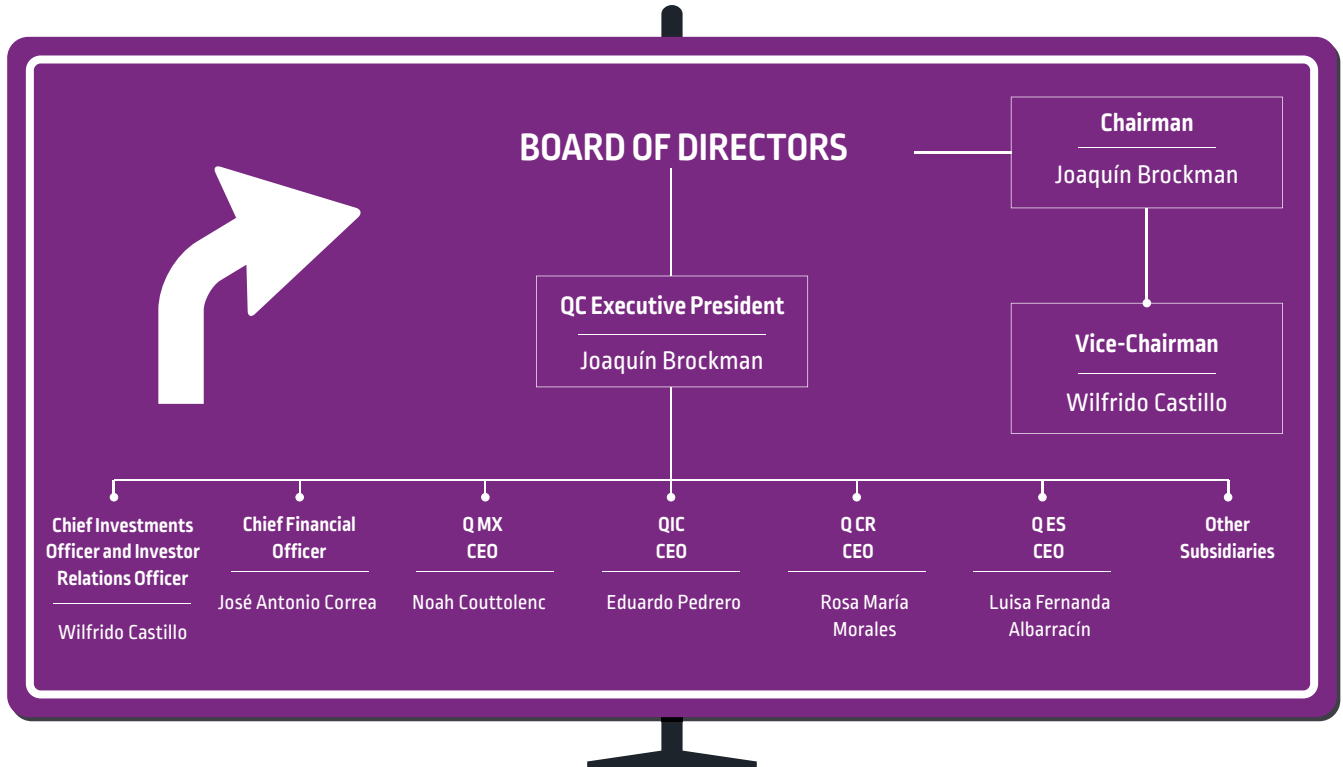 BOARD OF DIRECTORS
Chairman
Joaquín Brockman
QC Executive President
Joaquín Brockman
Vice-Chairman
Wilfrido Castillo
Chief Investments
Officer and Investor
Relations Officer
Wilfrido Castillo
Chief Financial
Officer
José Antonio Correa
Q MX
CEO
Noah Couttolenc
QIC
CEO
Eduardo Pedrero
Q CR
CEO
Rosa María
Morales
Q ES
CEO
Luisa Fernanda
Albarracín
Other
Subsidiaries